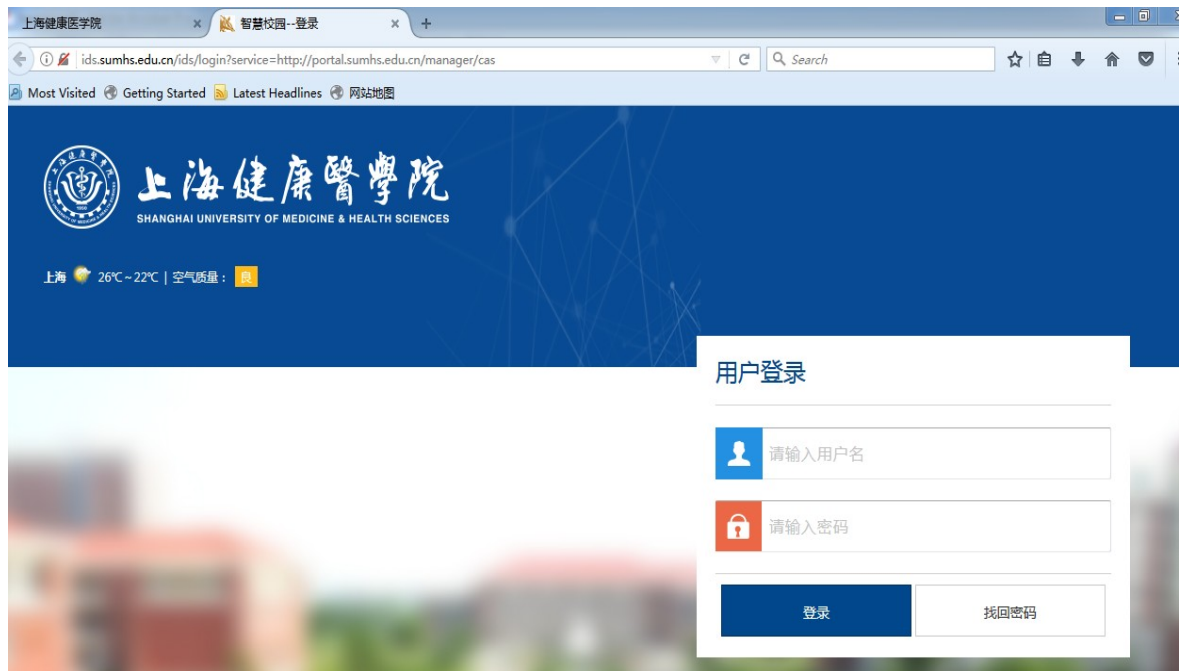 上海健康医学院
智慧校园--登录
ids.sumhs.edu.cn/ids/login?service=http://portal.sumhs.edu.cn/manager/cas
Search
Most Visited Getting Started Latest Headlines 网站地图
上海健康醫學院
SHANGHAI UNIVERSITY OF MEDICINE & HEALTH SCIENCES
上海 26℃~22℃ | 空气质量： 良
用户登录
请输入用户名
请输入密码
登录 找回密码